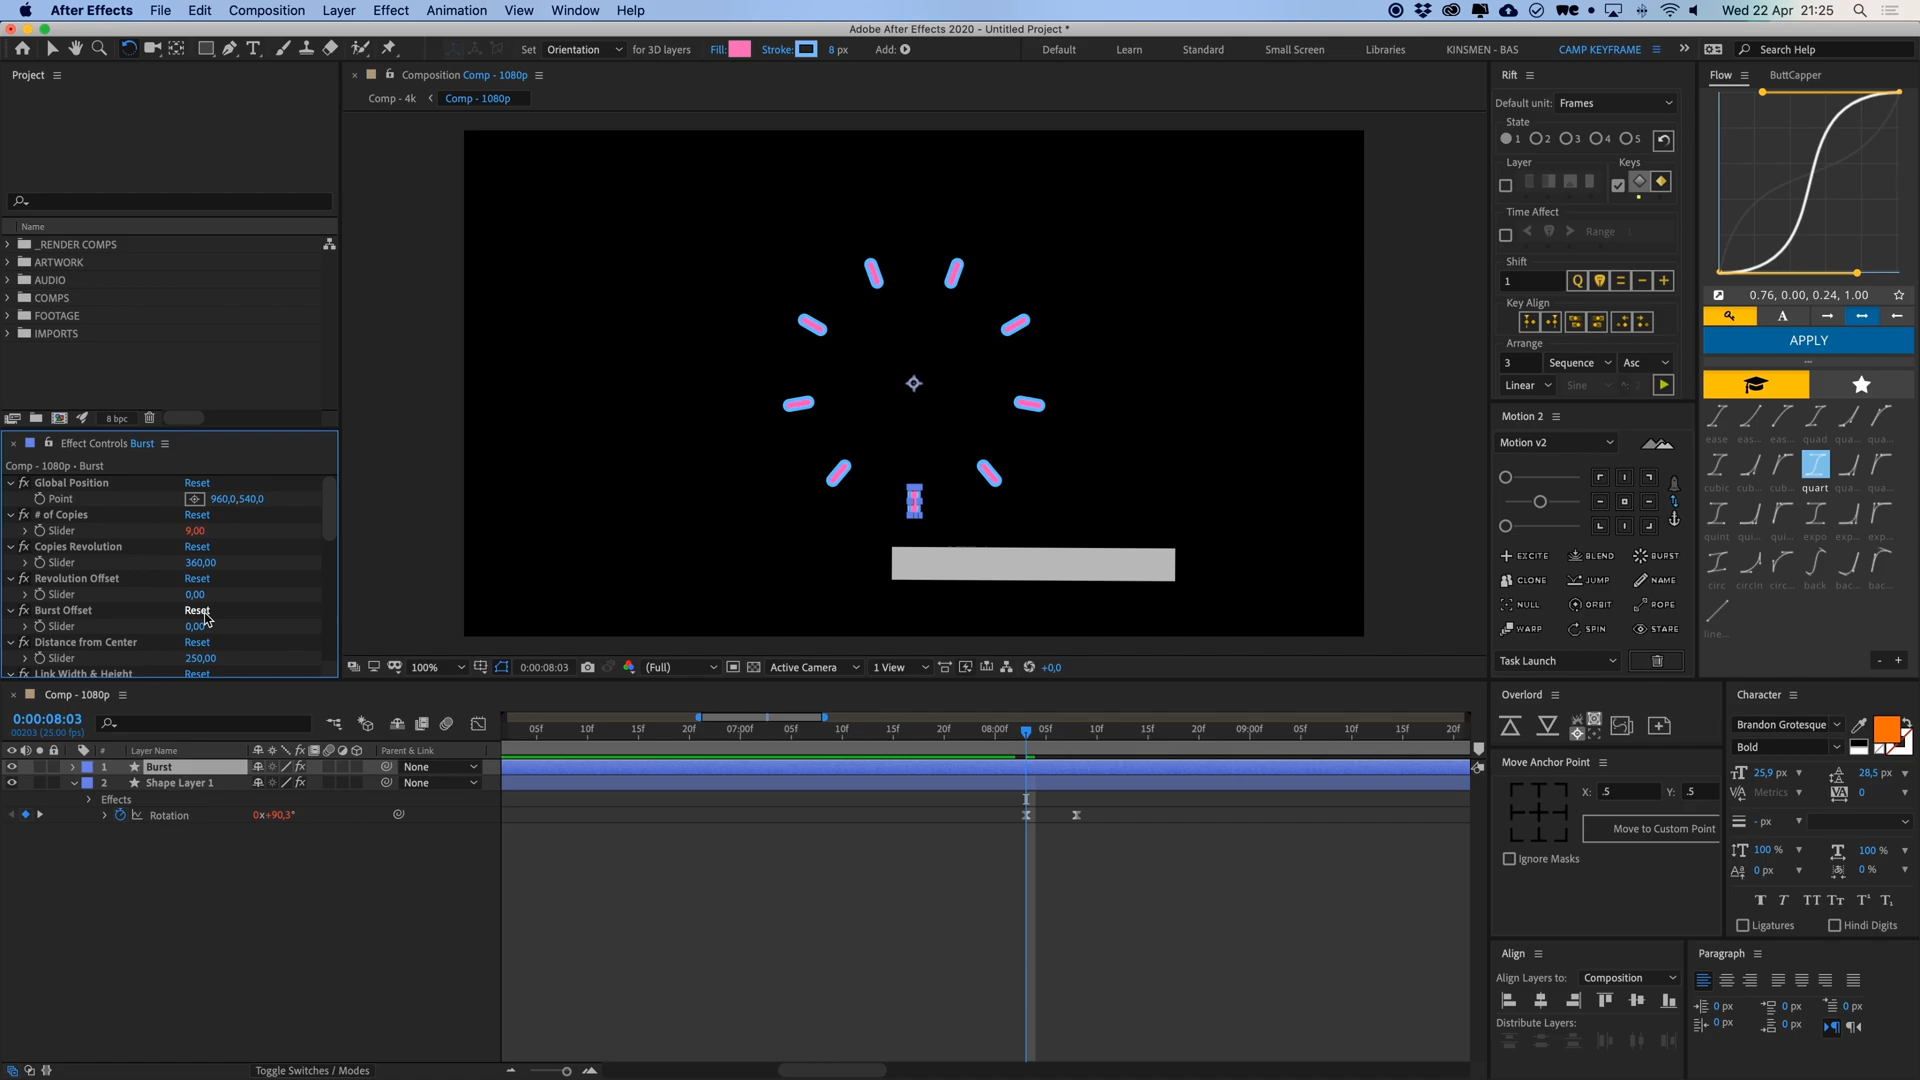 After Effects File Edit Composition Layer Effect Animation View Window Help Wed 22 Apr 21:25
Adobe After Effects 2020 - Untitled Project *
Set Orientation for 3D layers Fill: Stroke: 8 px Add: Default Learn Standard Small Screen Libraries KINSMEN - BAS CAMP KEYFRAME Search Help
Project
Name
_RENDER COMPS
ARTWORK
AUDIO
COMPS
FOOTAGE
IMPORTS
8 bpc
Effect Controls Burst
Comp - 1080p • Burst
Global Position Reset
Point 960,0,540,0
# of Copies Reset
Slider 9,00
Copies Revolution Reset
Slider 360,00
Revolution Offset Reset
Slider 0,00
Burst Offset Reset
Slider 0,00
Distance from Center Reset
Slider 250,00
Link Width & Height Reset
Composition Comp - 1080p
Comp - 4k Comp - 1080p
100% 0:00:08:03 (Full) Active Camera 1 View +0,0
Rift
Default unit: Frames
State
1 2 3 4 5
Layer Keys
Time Affect
Range 1
Shift
1 Q
Key Align
Arrange
3 Sequence Asc
Linear Sine
Motion 2
Motion v2
EXCITE BLEND BURST
CLONE JUMP NAME
NULL ORBIT ROPE
WARP SPIN STARE
Task Launch
Flow ButtCapper
0.76, 0.00, 0.24, 1.00
A
APPLY
ease eas... eas... quad qua... qua...
cubic cub... cub... quart qua... qua...
quint qui... qui... expo exp... exp...
circ circIn circ... back bac... bac...
line...
Comp - 1080p
0:00:08:03
00203 (25.00 fps)
05f 10f 15f 20f 07:00f 05f 10f 15f 20f 08:00f 05f 10f 15f 20f 09:00f 05f 10f 15f 20f
# Layer Name Parent & Link
1 Burst None
2 Shape Layer 1 None
Effects
Rotation 0x+90,3°
Toggle Switches / Modes
Overlord
Move Anchor Point
X: .5 Y: .5
Move to Custom Point
Ignore Masks
Character
Brandon Grotesque
Bold
25,9 px 28,5 px
Metrics 0
- px
100 % 100 %
0 px 0 %
Ligatures Hindi Digits
Align
Align Layers to: Composition
Distribute Layers:
Paragraph
0 px 0 px 0 px
0 px 0 px